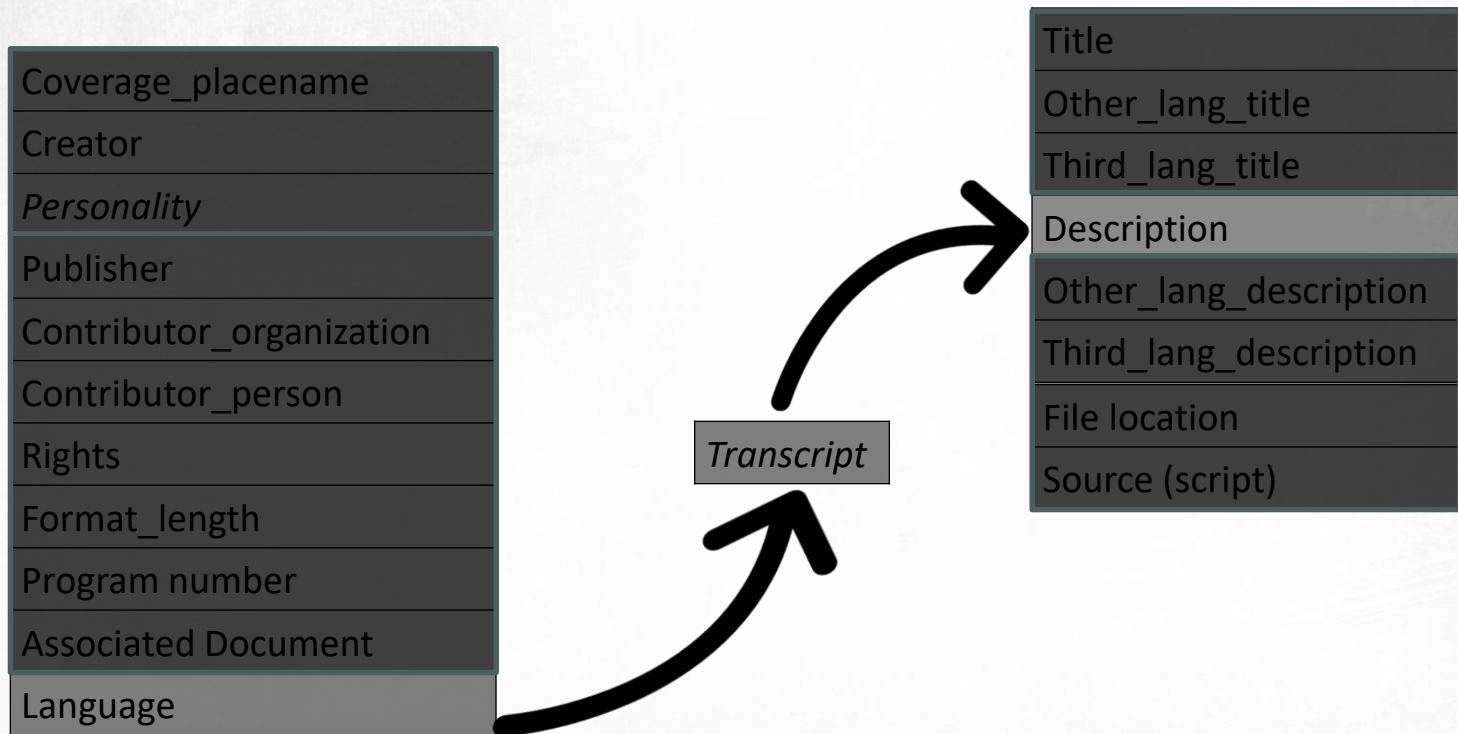 Coverage_placename
Creator
Personality
Publisher
Contributor_organization
Contributor_person
Rights
Format_length
Program number
Associated Document
Language
Transcript
Title
Other_lang_title
Third_lang_title
Description
Other_lang_description
Third_lang_description
File location
Source (script)